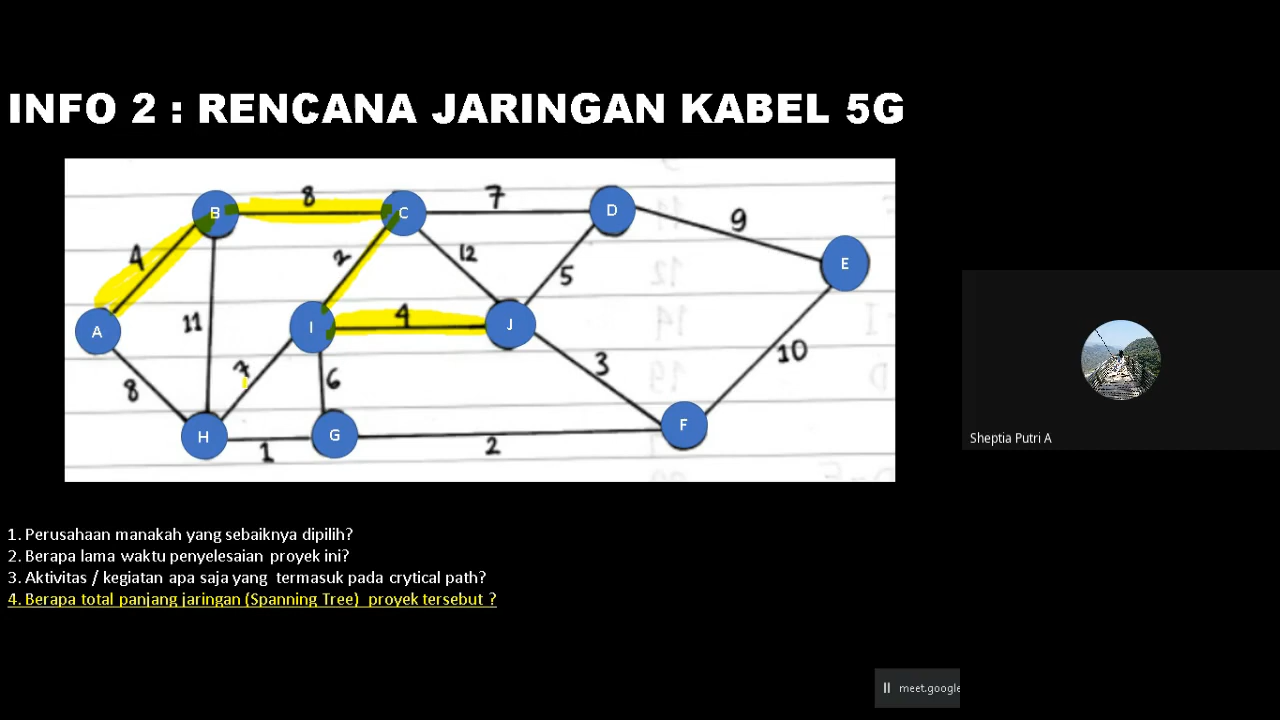 INFO 2 : RENCANA JARINGAN KABEL 5G
B 8 C 7 D
9
4 2 12 5 E
11
A I 4 J
8 7 6 3 10
H 1 G 2 F
Sheptia Putri A
1. Perusahaan manakah yang sebaiknya dipilih?
2. Berapa lama waktu penyelesaian proyek ini?
3. Aktivitas / kegiatan apa saja yang termasuk pada crytical path?
4. Berapa total panjang jaringan (Spanning Tree) proyek tersebut ?
meet.google